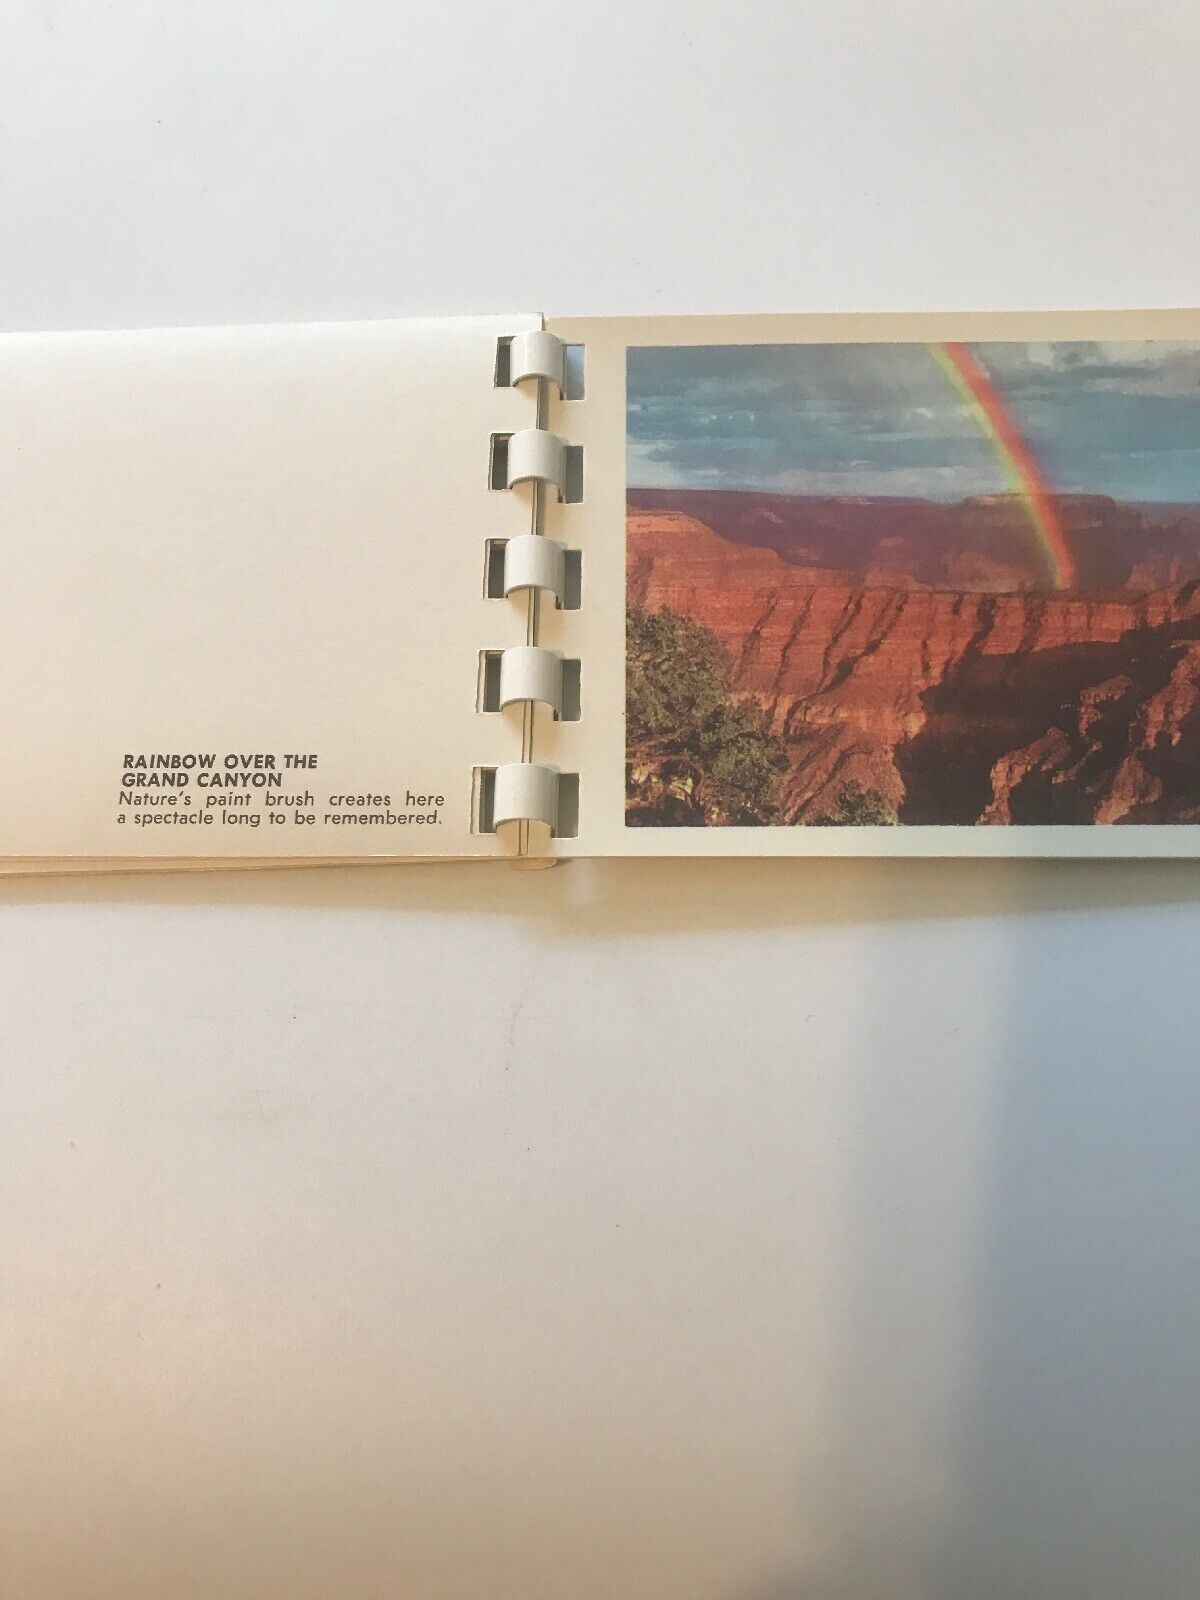 RAINBOW OVER THE
GRAND CANYON
Nature's paint brush creates here
a spectacle long to be remembered.